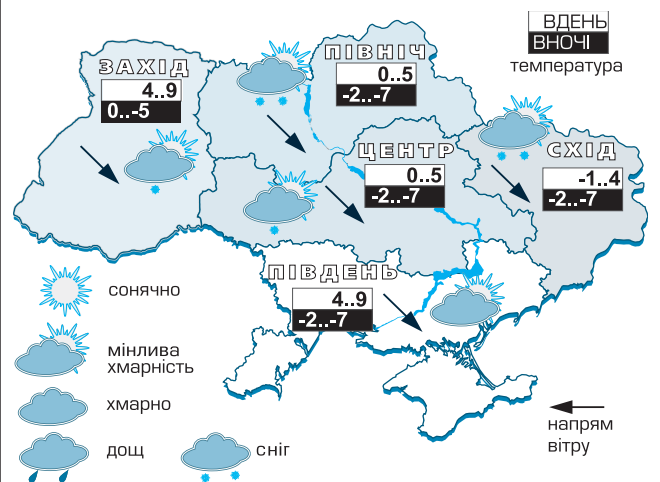 ВДЕНЬ
ВНОЧІ
температура
ПІВНІЧ
0..5
-2..-7
ЗАХІД
4..9
0..-5
ЦЕНТР
0..5
-2..-7
СХІД
-1..4
-2..-7
ПІВДЕНЬ
4..9
-2..-7
сонячно
мінлива
хмарність
хмарно
дощ
сніг
напрям
вітру